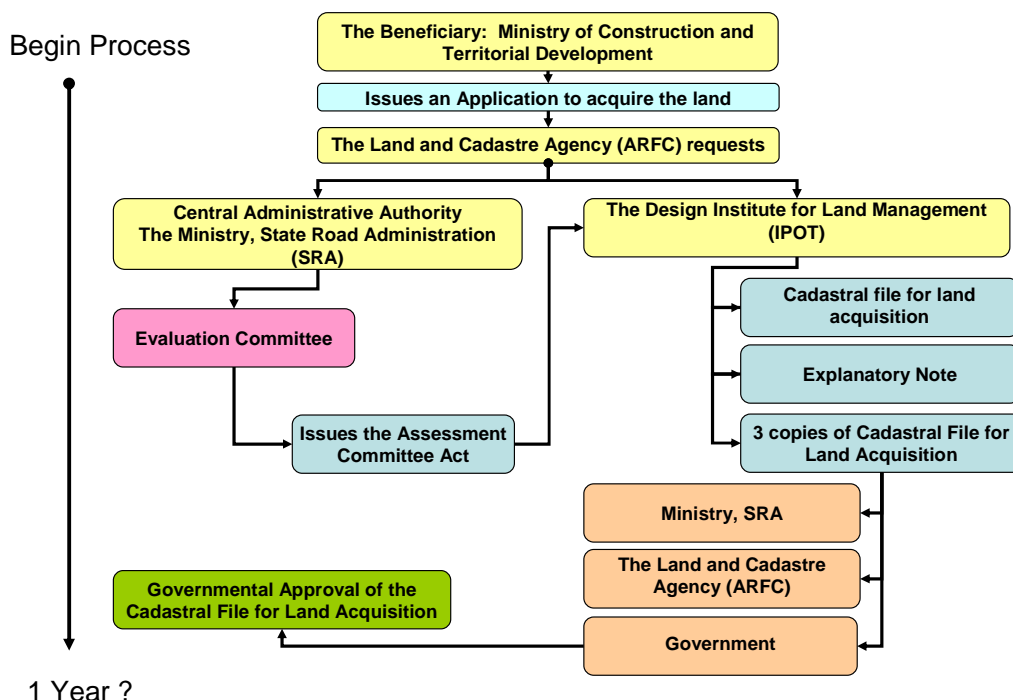 Begin Process
The Beneficiary: Ministry of Construction and
Territorial Development
Issues an Application to acquire the land
The Land and Cadastre Agency (ARFC) requests
Central Administrative Authority
The Ministry, State Road Administration
(SRA)
The Design Institute for Land Management
(IPOT)
Evaluation Committee
Cadastral file for land
acquisition
Explanatory Note
Issues the Assessment
Committee Act
3 copies of Cadastral File for
Land Acquisition
Ministry, SRA
The Land and Cadastre
Agency (ARFC)
Governmental Approval of the
Cadastral File for Land Acquisition
Government
1 Year ?